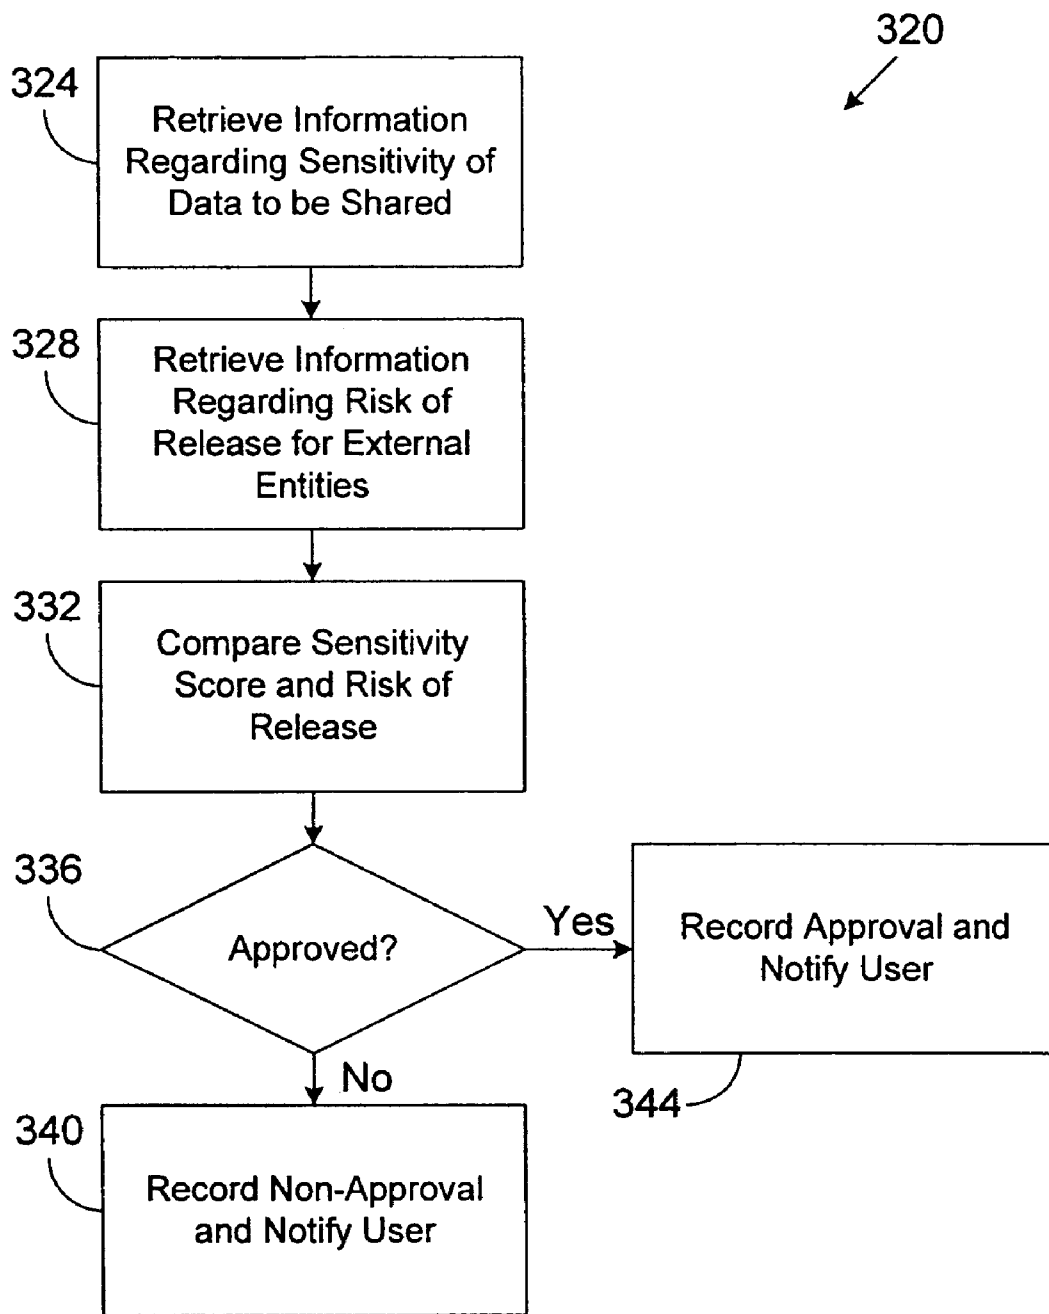 320
324
Retrieve Information
Regarding Sensitivity of
Data to be Shared
328
Retrieve Information
Regarding Risk of
Release for External
Entities
332
Compare Sensitivity
Score and Risk of
Release
336
Approved?
Yes
Record Approval and
Notify User
344
No
340
Record Non-Approval
and Notify User